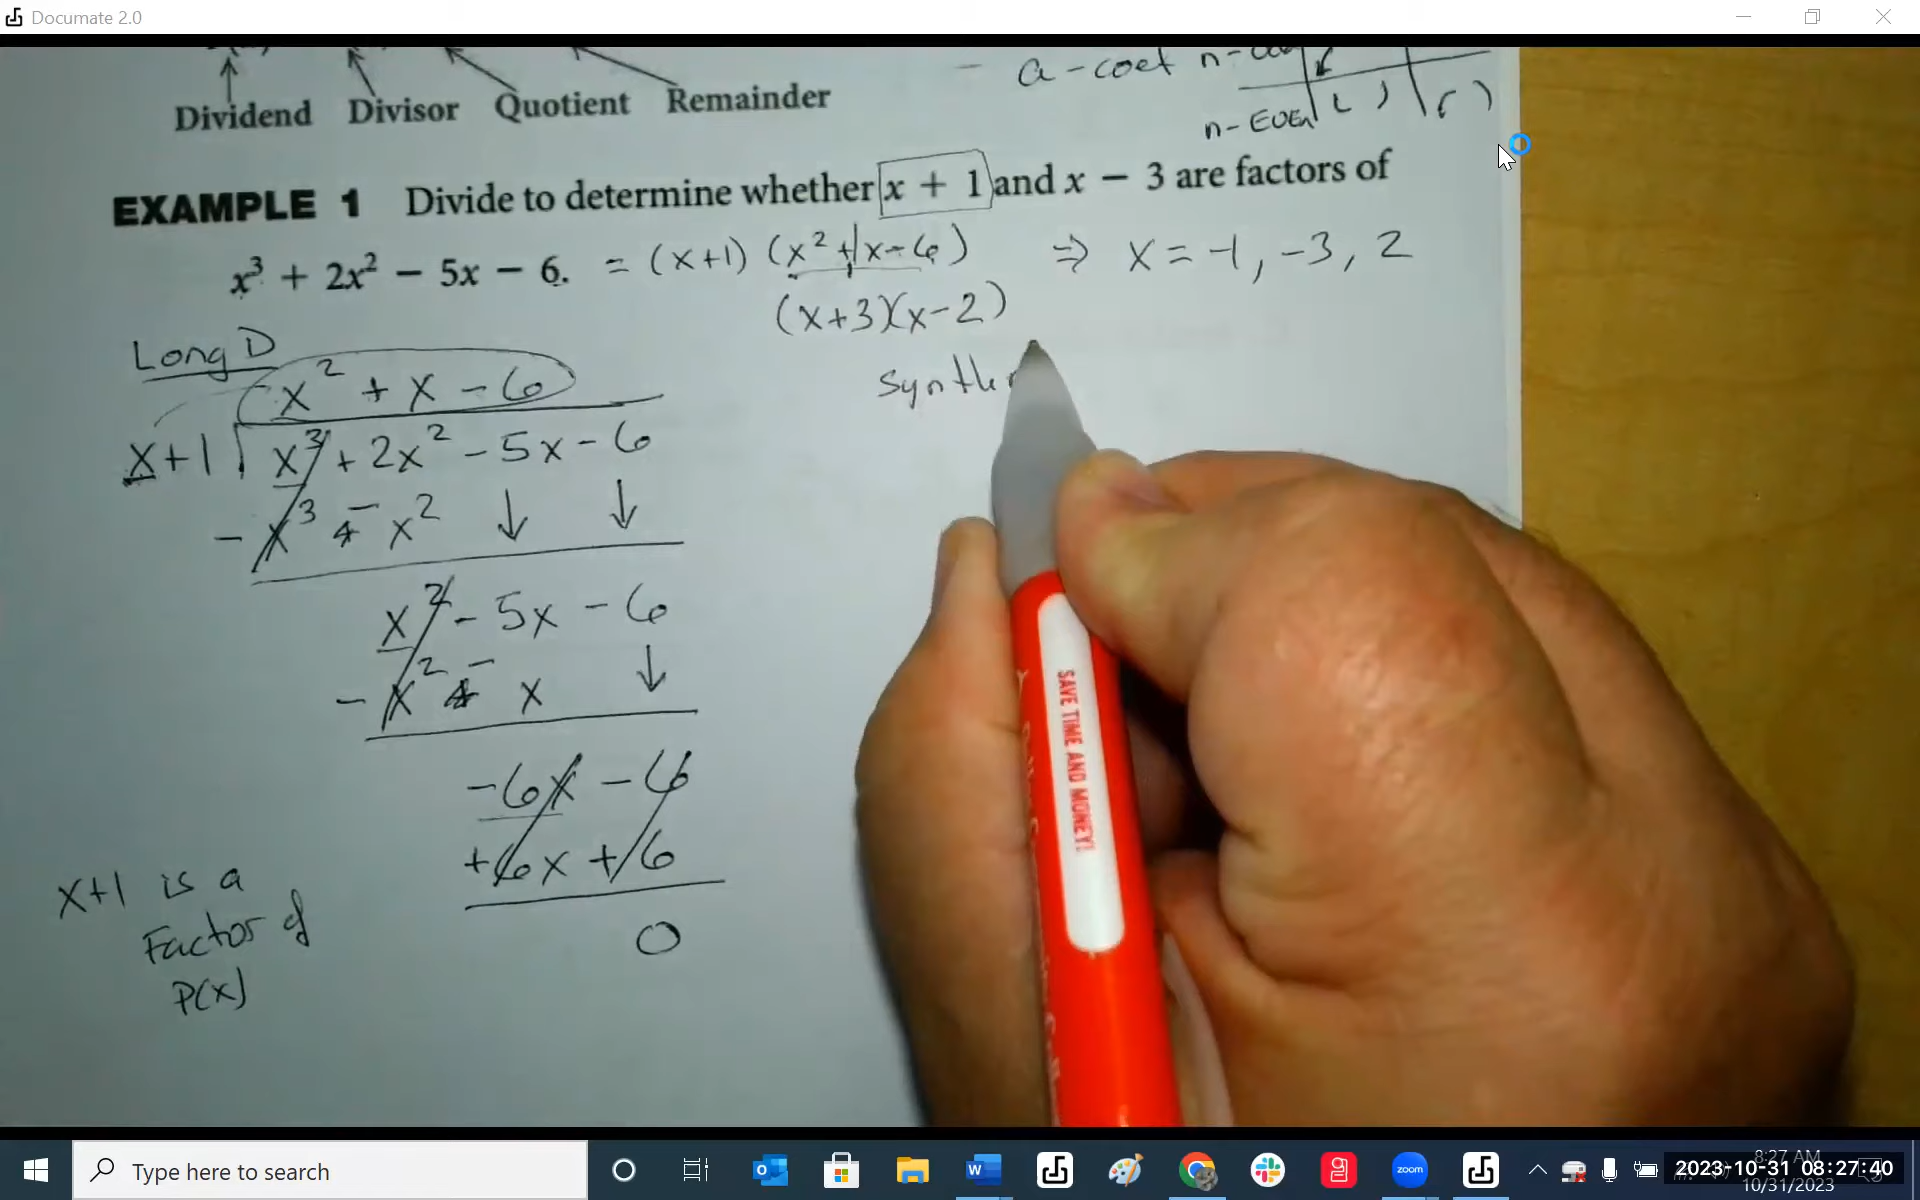 Documate 2.0
a - coef n - odd
Dividend Divisor Quotient Remainder
n - Even
EXAMPLE 1 Divide to determine whether x + 1 and x − 3 are factors of
x³ + 2x² − 5x − 6. = (x+1) (x² + 1x - 6) ⇒ x = -1, -3, 2
(x+3)(x-2)
Long D
x² + x - 6
x+1 x³ + 2x² - 5x - 6
- x³ - x² ↓ ↓
x² - 5x - 6
- x² - x ↓
-6x - 6
+6x + 6
0
x+1 is a
Factor of
P(x)
Synthe
SAVE TIME AND MONEY!
Type here to search
8:27 AM
10/31/2023
2023-10-31 08:27:40